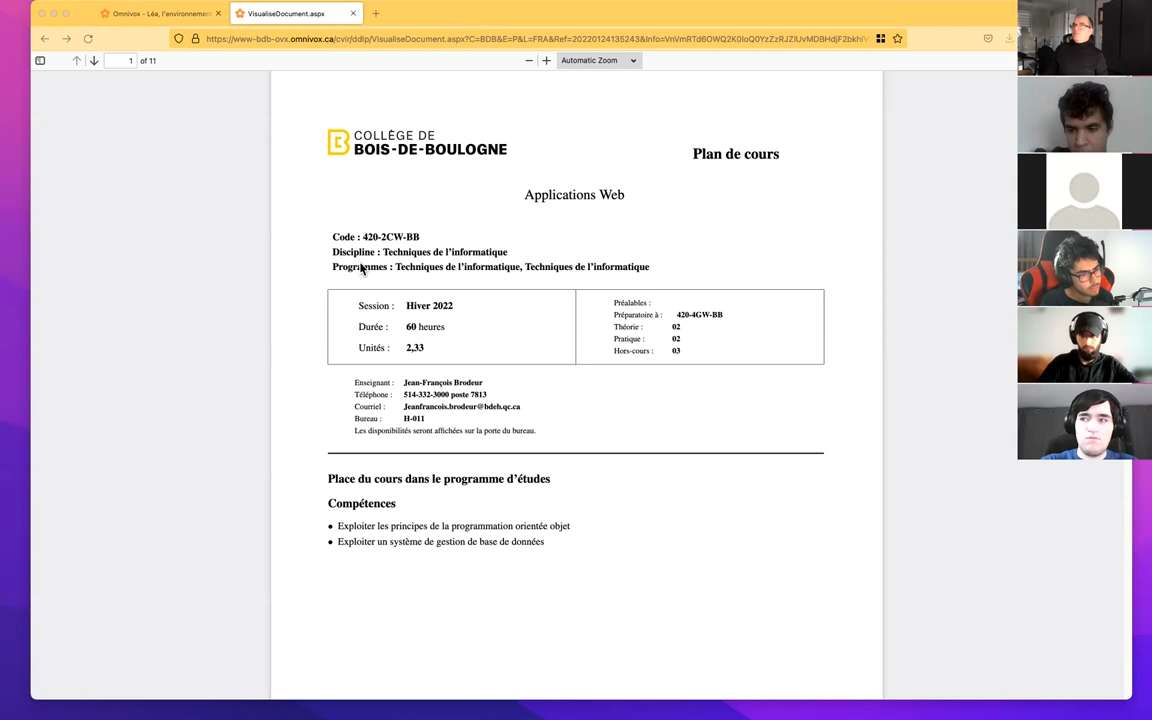 Omnivox - Léa, l'environnemen
VisualiseDocument.aspx
https://www-bdb-ovx.omnivox.ca/cvir/ddlp/VisualiseDocument.aspx?C=BDB&E=P&L=FRA&Ref=20220124135243&Info=
1 of 11
Automatic Zoom
COLLÈGE DE
BOIS-DE-BOULOGNE
Plan de cours
Applications Web
Code : 420-2CW-BB
Discipline : Techniques de l'informatique
Programmes : Techniques de l'informatique, Techniques de l'informatique
Session : Hiver 2022
Durée : 60 heures
Unités : 2,33
Préalables :
Préparatoire à : 420-4GW-BB
Théorie : 02
Pratique : 02
Hors-cours : 03
Enseignant : Jean-François Brodeur
Téléphone : 514-332-3000 poste 7813
Courriel : Jeanfrancois.brodeur@bdeb.qc.ca
Bureau : H-011
Les disponibilités seront affichées sur la porte du bureau.
Place du cours dans le programme d'études
Compétences
• Exploiter les principes de la programmation orientée objet
• Exploiter un système de gestion de base de données